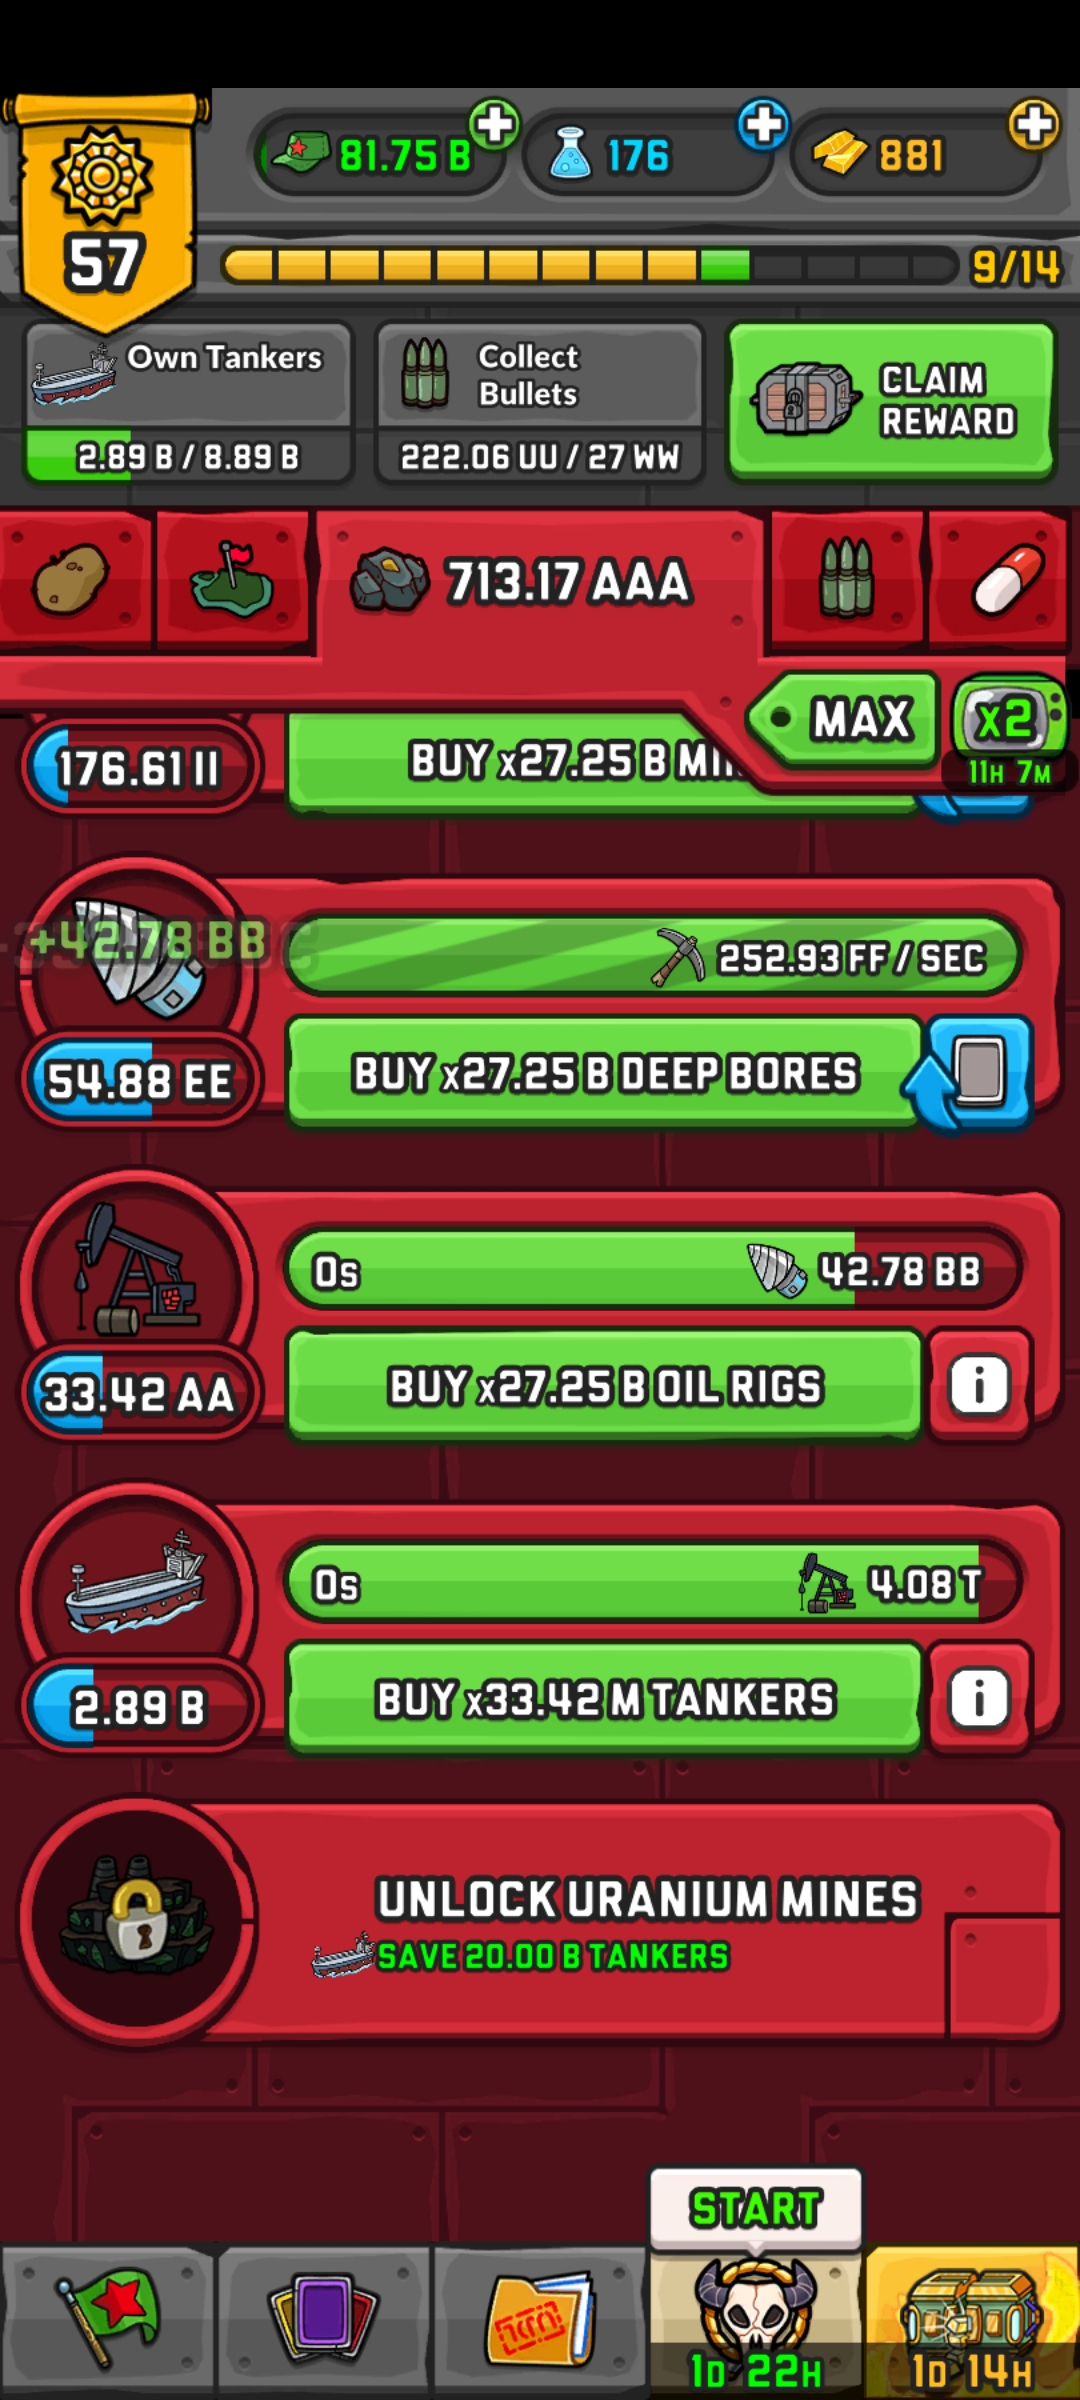 81.75 B
176
881
57
9/14
Own Tankers
2.89 B / 8.89 B
Collect
Bullets
222.06 UU / 27 WW
CLAIM
REWARD
713.17 AAA
MAX
x2
11H 7M
176.61 II
BUY x27.25 B
+42.78 BB
252.93 FF / SEC
54.88 EE
BUY x27.25 B DEEP BORES
0s
42.78 BB
33.42 AA
BUY x27.25 B OIL RIGS
i
0s
4.08 T
2.89 B
BUY x33.42 M TANKERS
i
UNLOCK URANIUM MINES
SAVE 20.00 B TANKERS
START
1D 22H
1D 14H